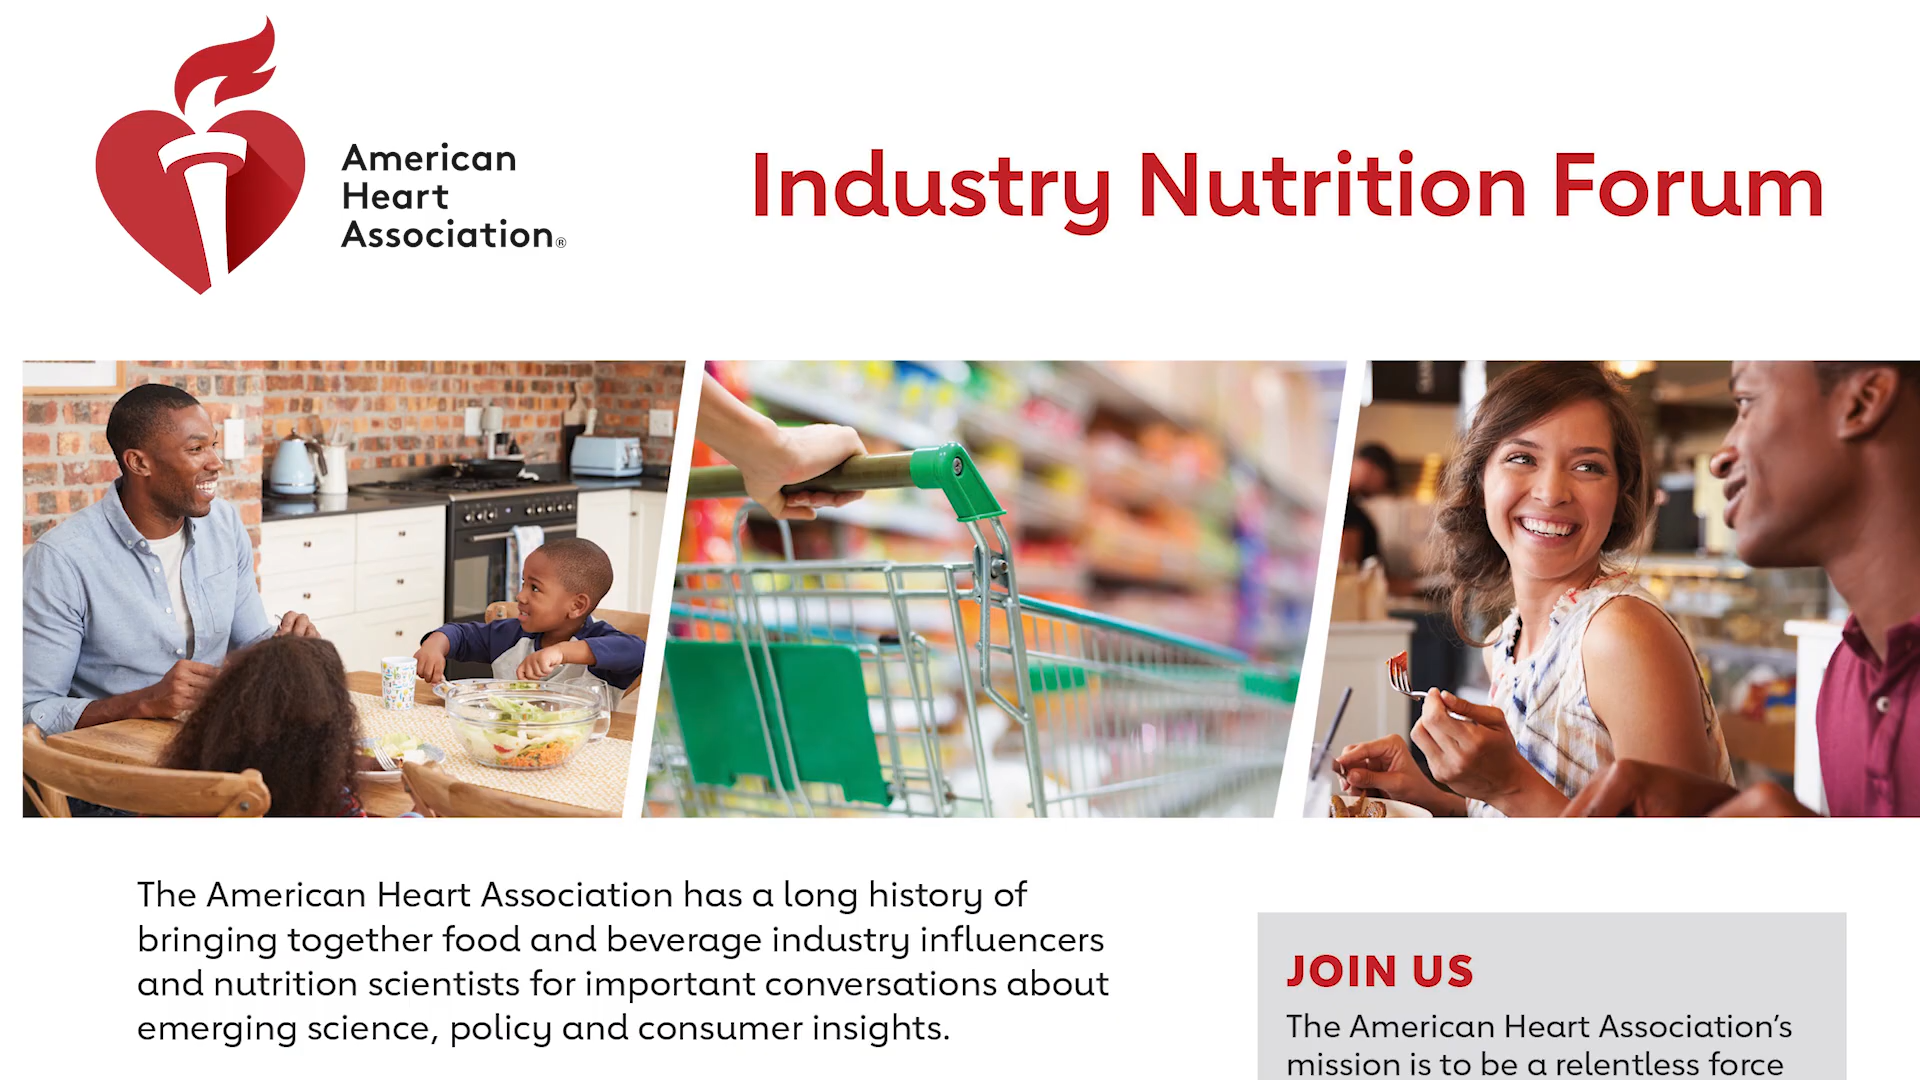 American
Heart
Association®
Industry Nutrition Forum
The American Heart Association has a long history of
bringing together food and beverage industry influencers
and nutrition scientists for important conversations about
emerging science, policy and consumer insights.
JOIN US
The American Heart Association’s
mission is to be a relentless force